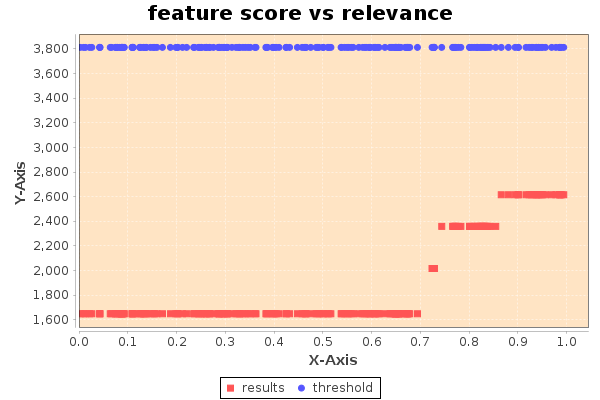 feature score vs relevance
3,800
3,600
3,400
3,200
3,000
2,800
2,600
2,400
2,200
2,000
1,800
1,600
Y-Axis
0.0 0.1 0.2 0.3 0.4 0.5 0.6 0.7 0.8 0.9 1.0
X-Axis
results threshold